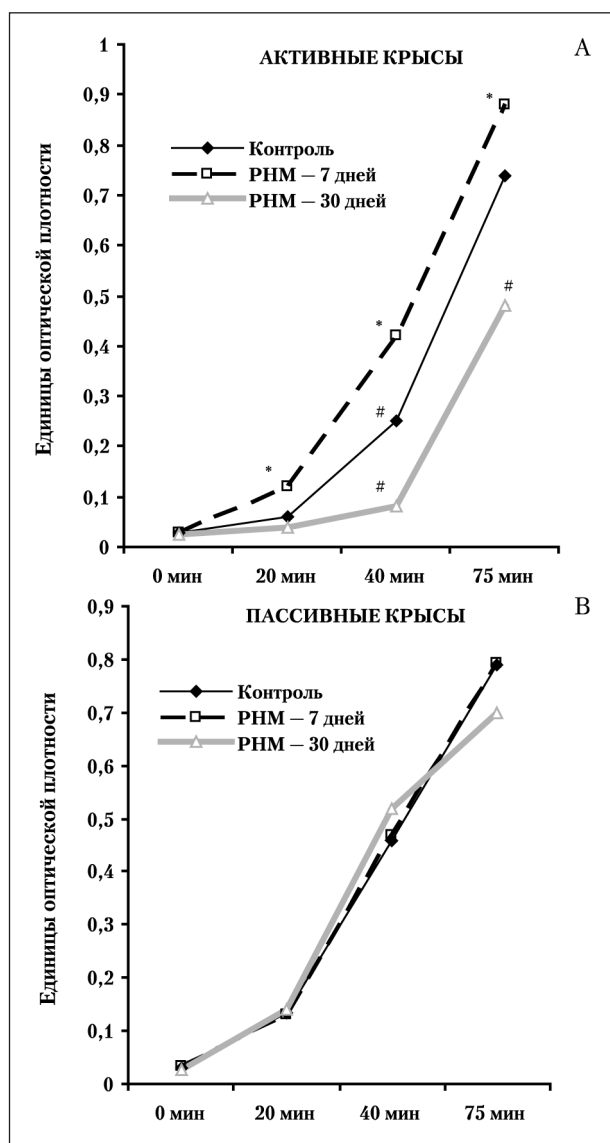 А
АКТИВНЫЕ КРЫСЫ
Единицы оптической плотности
1
0,9
0,8
0,7
0,6
0,5
0,4
0,3
0,2
0,1
0
Контроль
РНМ — 7 дней
РНМ — 30 дней
*
*
*
#
#
#
0 мин
20 мин
40 мин
75 мин
В
ПАССИВНЫЕ КРЫСЫ
Единицы оптической плотности
0,9
0,8
0,7
0,6
0,5
0,4
0,3
0,2
0,1
0
Контроль
РНМ — 7 дней
РНМ — 30 дней
0 мин
20 мин
40 мин
75 мин